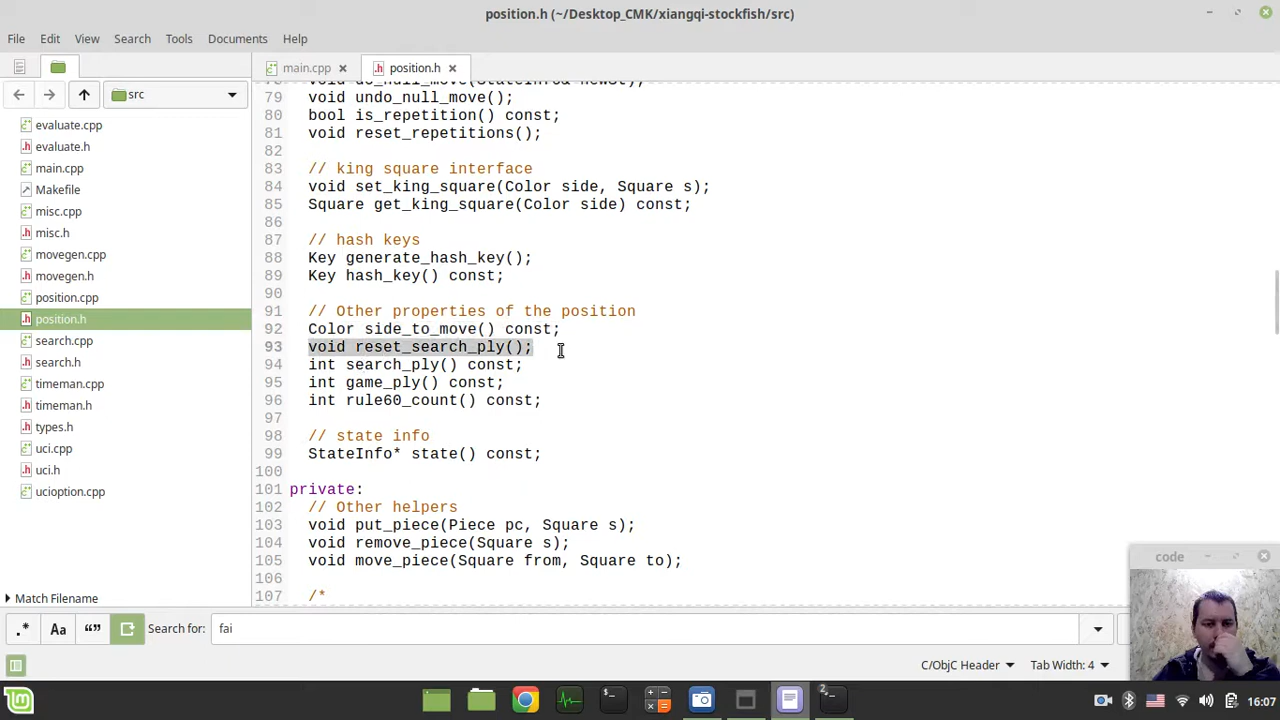 position.h (~/Desktop_CMK/xiangqi-stockfish/src)
File Edit View Search Tools Documents Help
main.cpp position.h
src
evaluate.cpp
evaluate.h
main.cpp
Makefile
misc.cpp
misc.h
movegen.cpp
movegen.h
position.cpp
position.h
search.cpp
search.h
timeman.cpp
timeman.h
types.h
uci.cpp
uci.h
ucioption.cpp
Match Filename
void do_null_move(StateInfo& newSt);
79 void undo_null_move();
80 bool is_repetition() const;
81 void reset_repetitions();
82
83 // king square interface
84 void set_king_square(Color side, Square s);
85 Square get_king_square(Color side) const;
86
87 // hash keys
88 Key generate_hash_key();
89 Key hash_key() const;
90
91 // Other properties of the position
92 Color side_to_move() const;
93 void reset_search_ply();
94 int search_ply() const;
95 int game_ply() const;
96 int rule60_count() const;
97
98 // state info
99 StateInfo* state() const;
100
101 private:
102 // Other helpers
103 void put_piece(Piece pc, Square s);
104 void remove_piece(Square s);
105 void move_piece(Square from, Square to);
106
107 /*
code
.* Aa “” Search for: fai
C/ObjC Header Tab Width: 4
16:07